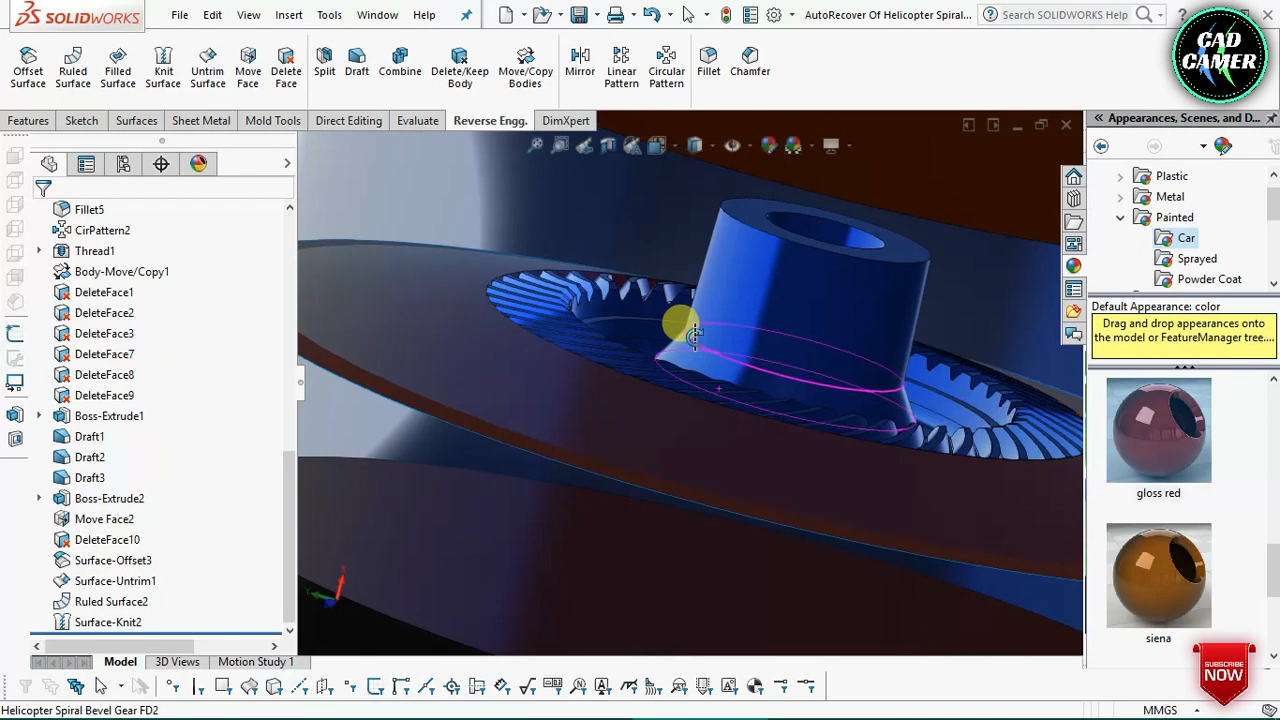 SOLIDWORKS
File
Edit
View
Insert
Tools
Window
Help
AutoRecover Of Helicopter Spiral...
Search SOLIDWORKS Help
CAD
CAMER
Offset
Surface
Ruled
Surface
Filled
Surface
Knit
Surface
Untrim
Surface
Move
Face
Delete
Face
Split
Draft
Combine
Delete/Keep
Body
Move/Copy
Bodies
Mirror
Linear
Pattern
Circular
Pattern
Fillet
Chamfer
Features
Sketch
Surfaces
Sheet Metal
Mold Tools
Direct Editing
Evaluate
Reverse Engg.
DimXpert
Appearances, Scenes, and D...
Fillet5
CirPattern2
Thread1
Body-Move/Copy1
DeleteFace1
DeleteFace2
DeleteFace3
DeleteFace7
DeleteFace8
DeleteFace9
Boss-Extrude1
Draft1
Draft2
Draft3
Boss-Extrude2
Move Face2
DeleteFace10
Surface-Offset3
Surface-Untrim1
Ruled Surface2
Surface-Knit2
Plastic
Metal
Painted
Car
Sprayed
Powder Coat
Default Appearance: color
Drag and drop appearances onto
the model or FeatureManager tree....
gloss red
siena
SUBSCRIBE
NOW
Model
3D Views
Motion Study 1
Helicopter Spiral Bevel Gear FD2
MMGS